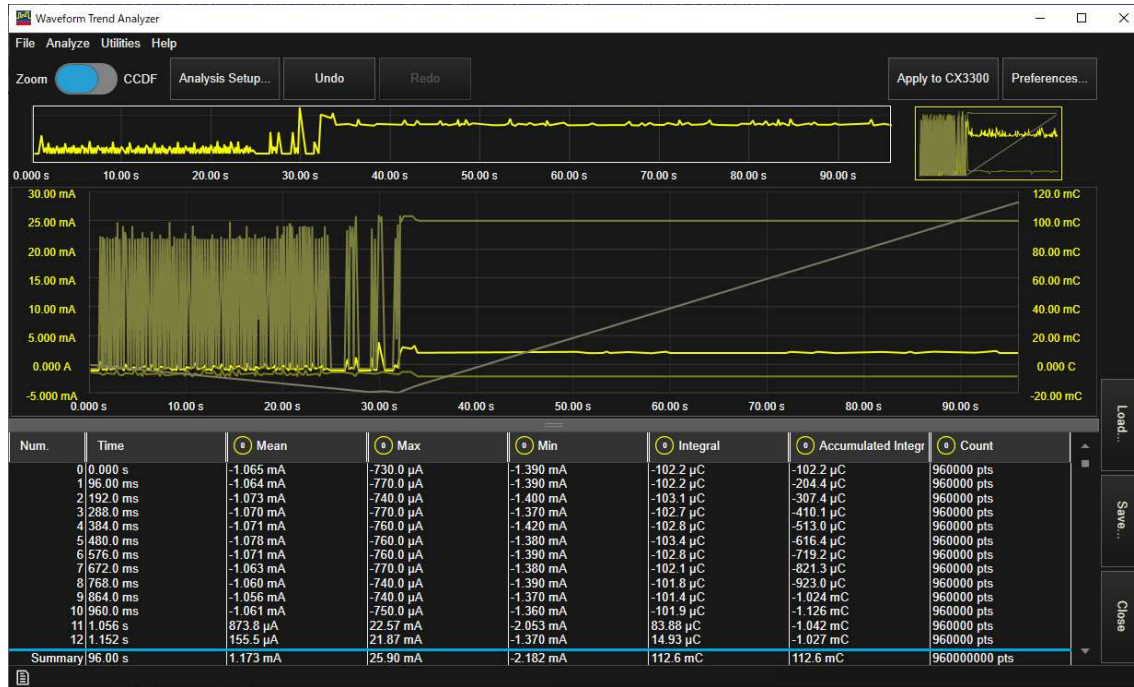 Waveform Trend Analyzer
File Analyze Utilities Help
Zoom CCDF Analysis Setup... Undo Redo Apply to CX3300 Preferences...
0.000 s 10.00 s 20.00 s 30.00 s 40.00 s 50.00 s 60.00 s 70.00 s 80.00 s 90.00 s
30.00 mA 120.0 mC
25.00 mA 100.0 mC
20.00 mA 80.00 mC
15.00 mA 60.00 mC
10.00 mA 40.00 mC
5.000 mA 20.00 mC
0.000 A 0.000 C
-5.000 mA -20.00 mC
0.000 s 10.00 s 20.00 s 30.00 s 40.00 s 50.00 s 60.00 s 70.00 s 80.00 s 90.00 s
Load...
Save...
Close
Num. Time 0 Mean 0 Max 0 Min 0 Integral 0 Accumulated Integr 0 Count
0 0.000 s -1.065 mA -730.0 µA -1.390 mA -102.2 µC -102.2 µC 960000 pts
1 96.00 ms -1.064 mA -770.0 µA -1.390 mA -102.2 µC -204.4 µC 960000 pts
2 192.0 ms -1.073 mA -740.0 µA -1.400 mA -103.1 µC -307.4 µC 960000 pts
3 288.0 ms -1.070 mA -770.0 µA -1.370 mA -102.7 µC -410.1 µC 960000 pts
4 384.0 ms -1.071 mA -760.0 µA -1.420 mA -102.8 µC -513.0 µC 960000 pts
5 480.0 ms -1.078 mA -760.0 µA -1.380 mA -103.4 µC -616.4 µC 960000 pts
6 576.0 ms -1.071 mA -760.0 µA -1.390 mA -102.8 µC -719.2 µC 960000 pts
7 672.0 ms -1.063 mA -770.0 µA -1.380 mA -102.1 µC -821.3 µC 960000 pts
8 768.0 ms -1.060 mA -740.0 µA -1.390 mA -101.8 µC -923.0 µC 960000 pts
9 864.0 ms -1.056 mA -740.0 µA -1.370 mA -101.4 µC -1.024 mC 960000 pts
10 960.0 ms -1.061 mA -750.0 µA -1.360 mA -101.9 µC -1.126 mC 960000 pts
11 1.056 s 873.8 µA 22.57 mA -2.053 mA 83.88 µC -1.042 mC 960000 pts
12 1.152 s 155.5 µA 21.87 mA -1.370 mA 14.93 µC -1.027 mC 960000 pts
Summary 96.00 s 1.173 mA 25.90 mA -2.182 mA 112.6 mC 112.6 mC 960000000 pts